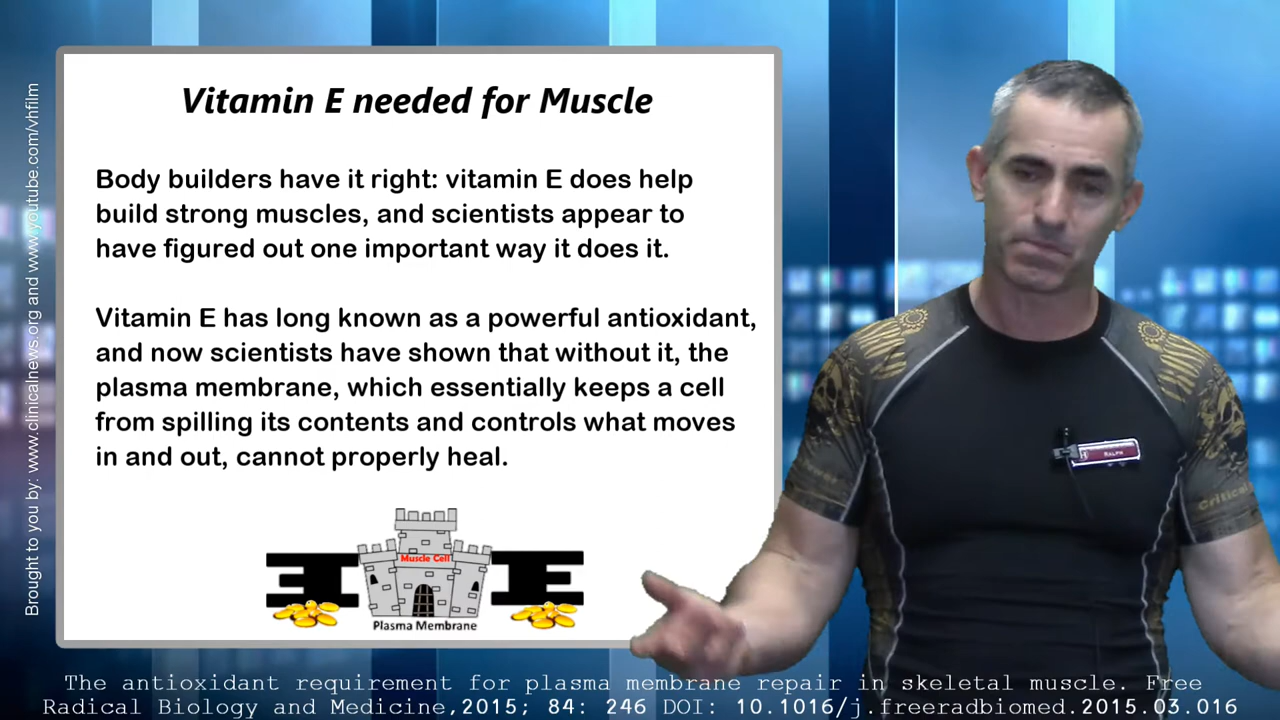 Vitamin E needed for Muscle
Body builders have it right: vitamin E does help
build strong muscles, and scientists appear to
have figured out one important way it does it.
Vitamin E has long known as a powerful antioxidant,
and now scientists have shown that without it, the
plasma membrane, which essentially keeps a cell
from spilling its contents and controls what moves
in and out, cannot properly heal.
Muscle Cell
E
E
Plasma Membrane
Brought to you by: www.clinicalnews.org and www.youtube.com/vhfilm
RALPH
Critical
The antioxidant requirement for plasma membrane repair in skeletal muscle. Free
Radical Biology and Medicine,2015; 84: 246 DOI: 10.1016/j.freeradbiomed.2015.03.016